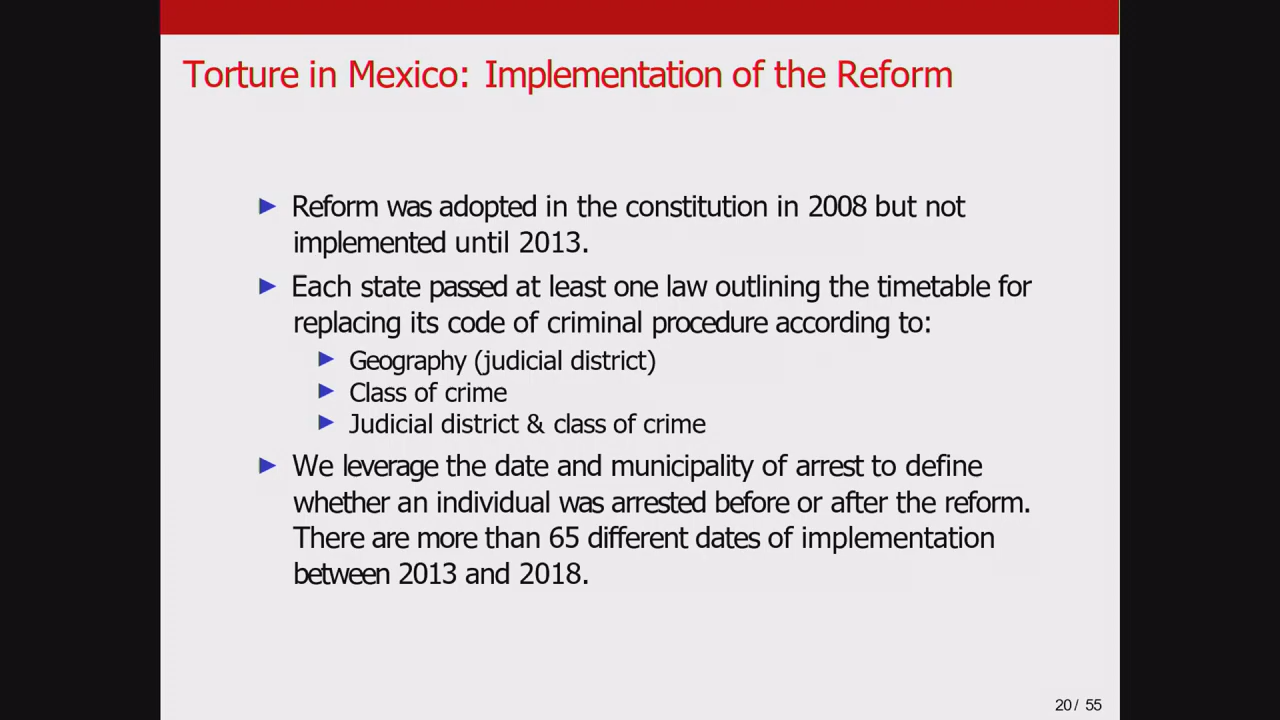 Torture in Mexico: Implementation of the Reform
Reform was adopted in the constitution in 2008 but not
implemented until 2013.
Each state passed at least one law outlining the timetable for
replacing its code of criminal procedure according to:
Geography (judicial district)
Class of crime
Judicial district & class of crime
We leverage the date and municipality of arrest to define
whether an individual was arrested before or after the reform.
There are more than 65 different dates of implementation
between 2013 and 2018.
20 / 55